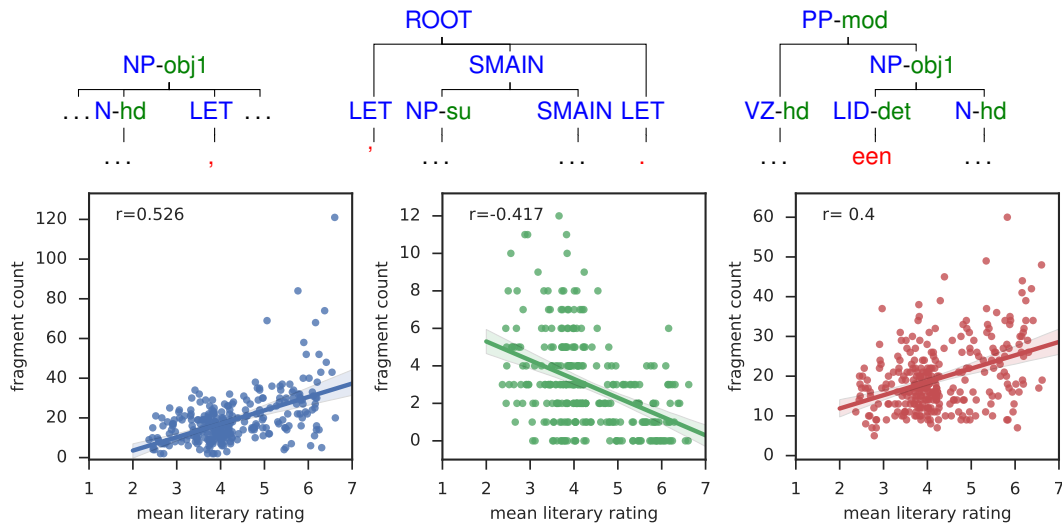 NP-obj1
... N-hd LET ...
... ,
ROOT
SMAIN
LET NP-su SMAIN LET
, ... ... .
PP-mod
NP-obj1
VZ-hd LID-det N-hd
... een ...
r=0.526
fragment count
120
100
80
60
40
20
0
1 2 3 4 5 6 7
mean literary rating
r=-0.417
fragment count
12
10
8
6
4
2
0
1 2 3 4 5 6 7
mean literary rating
r= 0.4
fragment count
60
50
40
30
20
10
0
1 2 3 4 5 6 7
mean literary rating